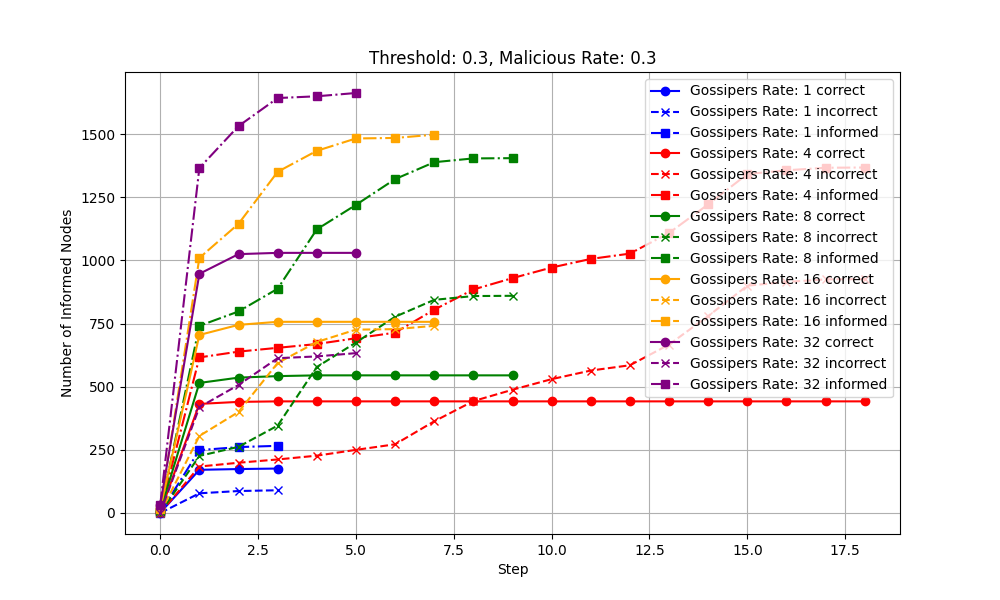 Threshold: 0.3, Malicious Rate: 0.3
Gossipers Rate: 1 correct
Gossipers Rate: 1 incorrect
Gossipers Rate: 1 informed
Gossipers Rate: 4 correct
Gossipers Rate: 4 incorrect
Gossipers Rate: 4 informed
Gossipers Rate: 8 correct
Gossipers Rate: 8 incorrect
Gossipers Rate: 8 informed
Gossipers Rate: 16 correct
Gossipers Rate: 16 incorrect
Gossipers Rate: 16 informed
Gossipers Rate: 32 correct
Gossipers Rate: 32 incorrect
Gossipers Rate: 32 informed
Number of Informed Nodes
1500
1250
1000
750
500
250
0
0.0 2.5 5.0 7.5 10.0 12.5 15.0 17.5
Step